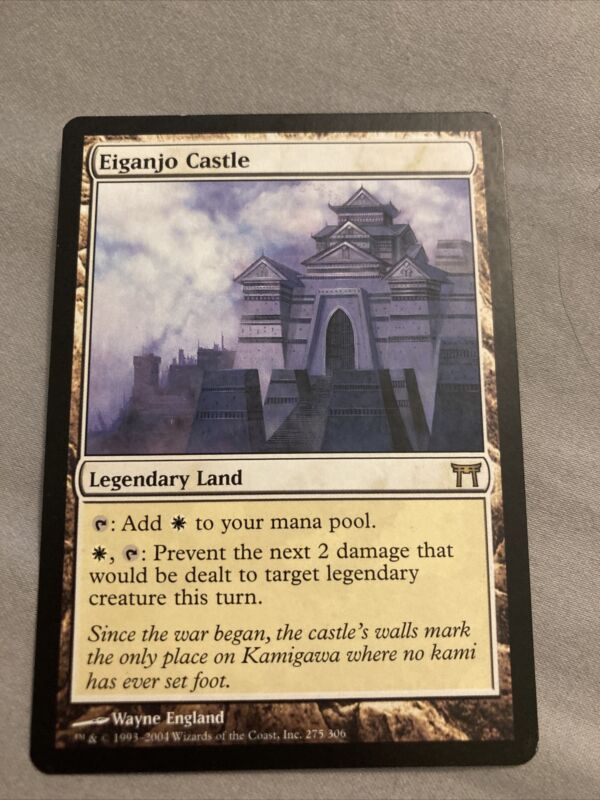 Eiganjo Castle
Legendary Land
: Add to your mana pool.
, : Prevent the next 2 damage that
would be dealt to target legendary
creature this turn.
Since the war began, the castle's walls mark
the only place on Kamigawa where no kami
has ever set foot.
Wayne England
™ & © 1993–2004 Wizards of the Coast, Inc. 275/306